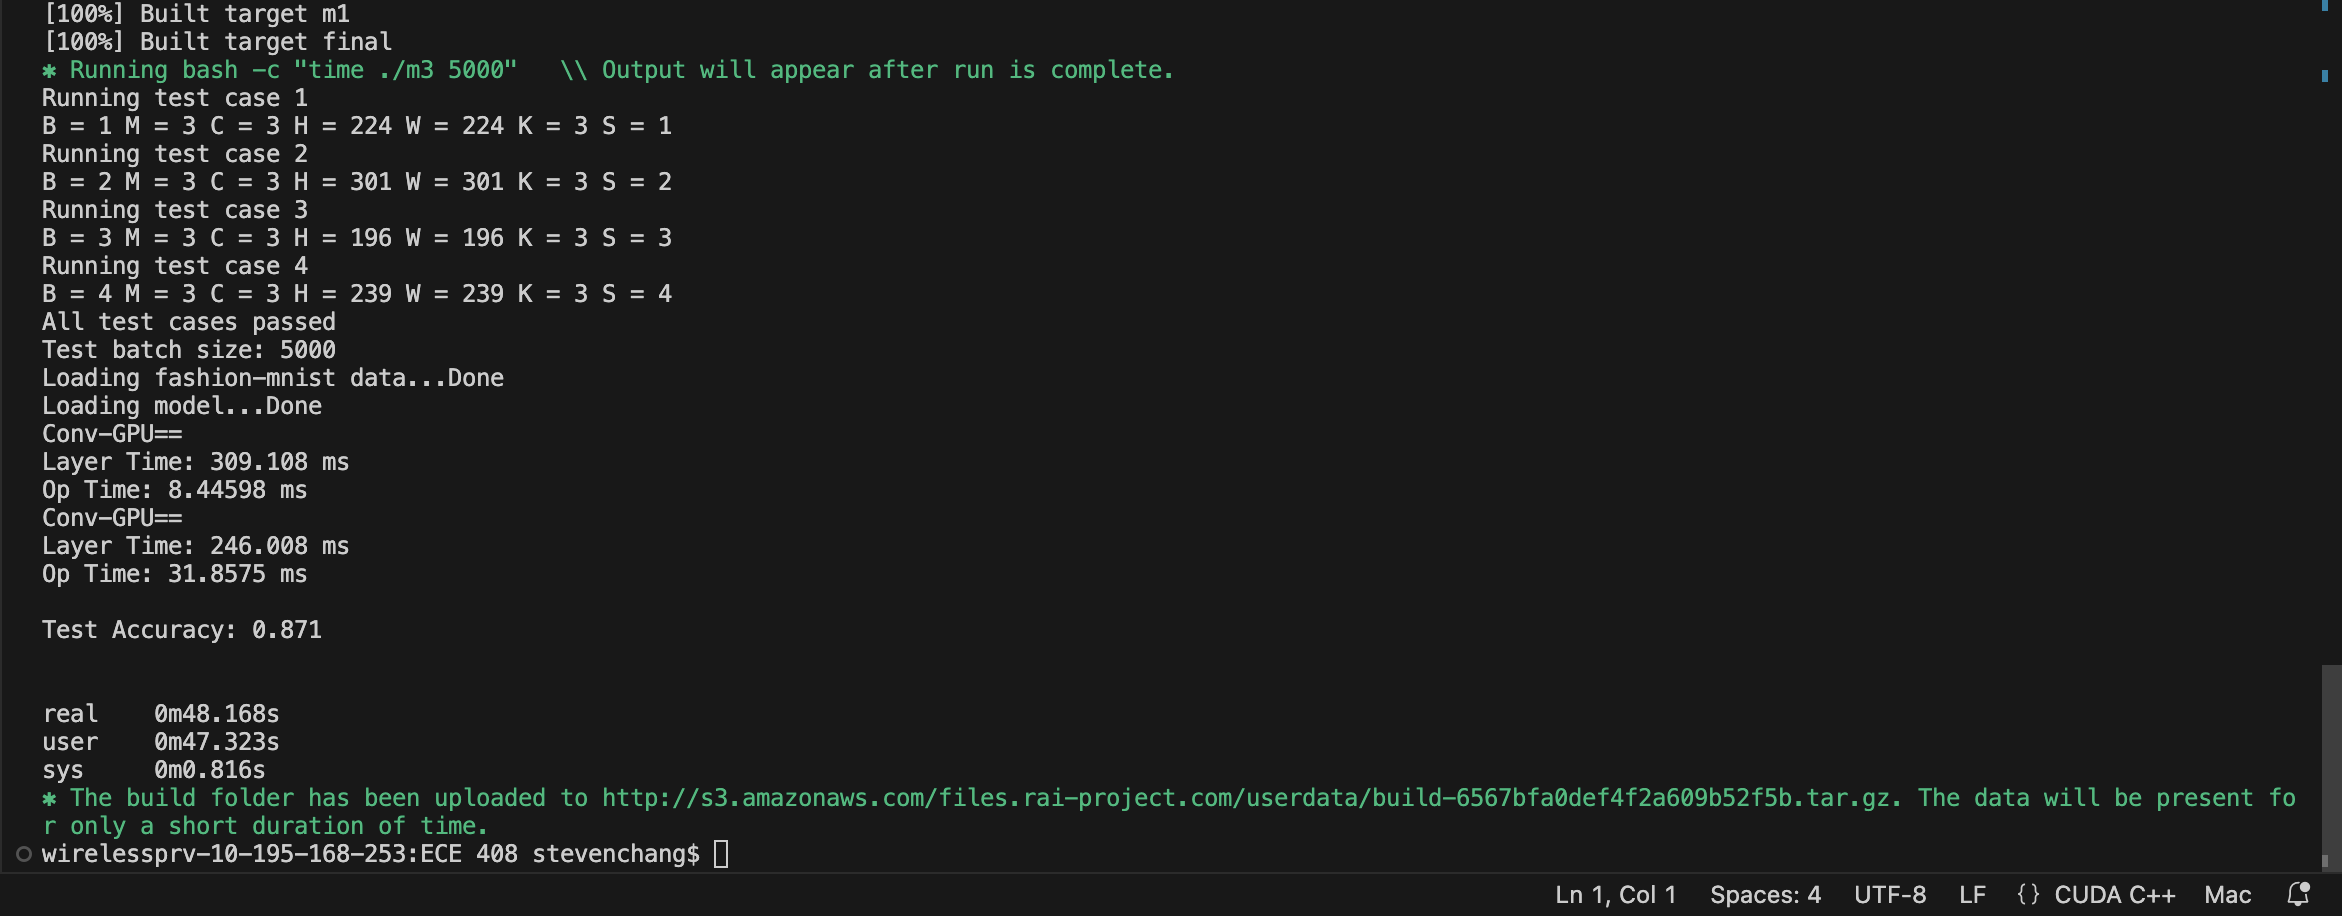 [100%] Built target m1
[100%] Built target final
✱ Running bash -c "time ./m3 5000"   \\ Output will appear after run is complete.
Running test case 1
B = 1 M = 3 C = 3 H = 224 W = 224 K = 3 S = 1
Running test case 2
B = 2 M = 3 C = 3 H = 301 W = 301 K = 3 S = 2
Running test case 3
B = 3 M = 3 C = 3 H = 196 W = 196 K = 3 S = 3
Running test case 4
B = 4 M = 3 C = 3 H = 239 W = 239 K = 3 S = 4
All test cases passed
Test batch size: 5000
Loading fashion-mnist data...Done
Loading model...Done
Conv-GPU==
Layer Time: 309.108 ms
Op Time: 8.44598 ms
Conv-GPU==
Layer Time: 246.008 ms
Op Time: 31.8575 ms
Test Accuracy: 0.871
real    0m48.168s
user    0m47.323s
sys     0m0.816s
✱ The build folder has been uploaded to http://s3.amazonaws.com/files.rai-project.com/userdata/build-6567bfa0def4f2a609b52f5b.tar.gz. The data will be present fo
r only a short duration of time.
wirelessprv-10-195-168-253:ECE 408 stevenchang$
Ln 1, Col 1   Spaces: 4   UTF-8   LF   {} CUDA C++   Mac